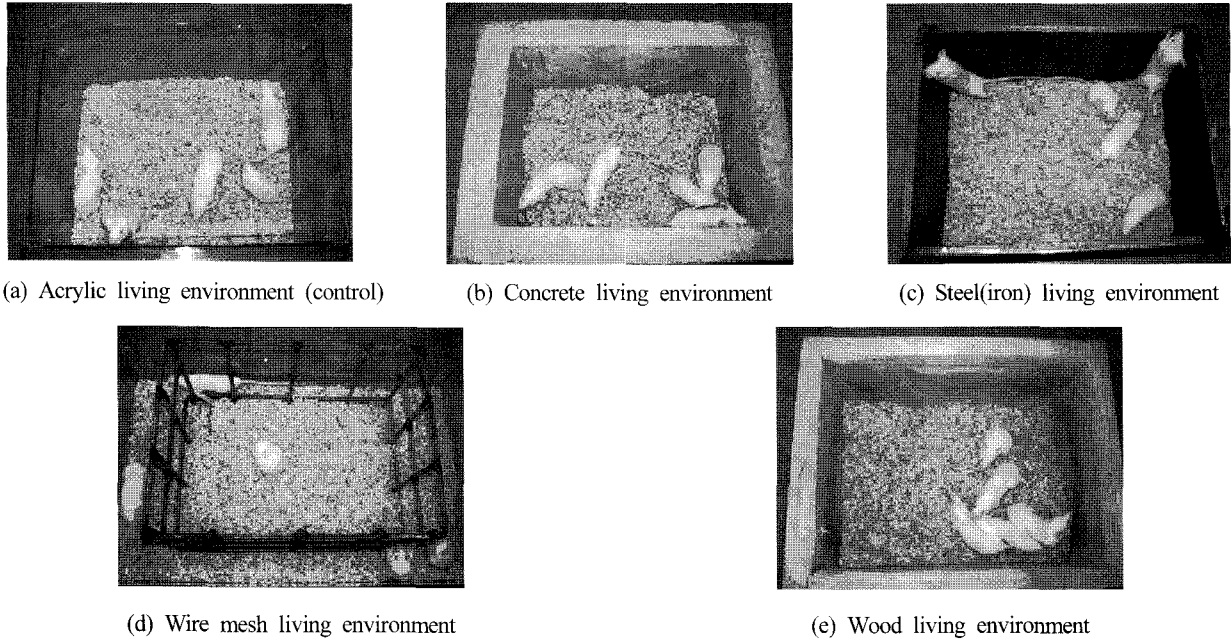 (a) Acrylic living environment (control)
(b) Concrete living environment
(c) Steel(iron) living environment
(d) Wire mesh living environment
(e) Wood living environment